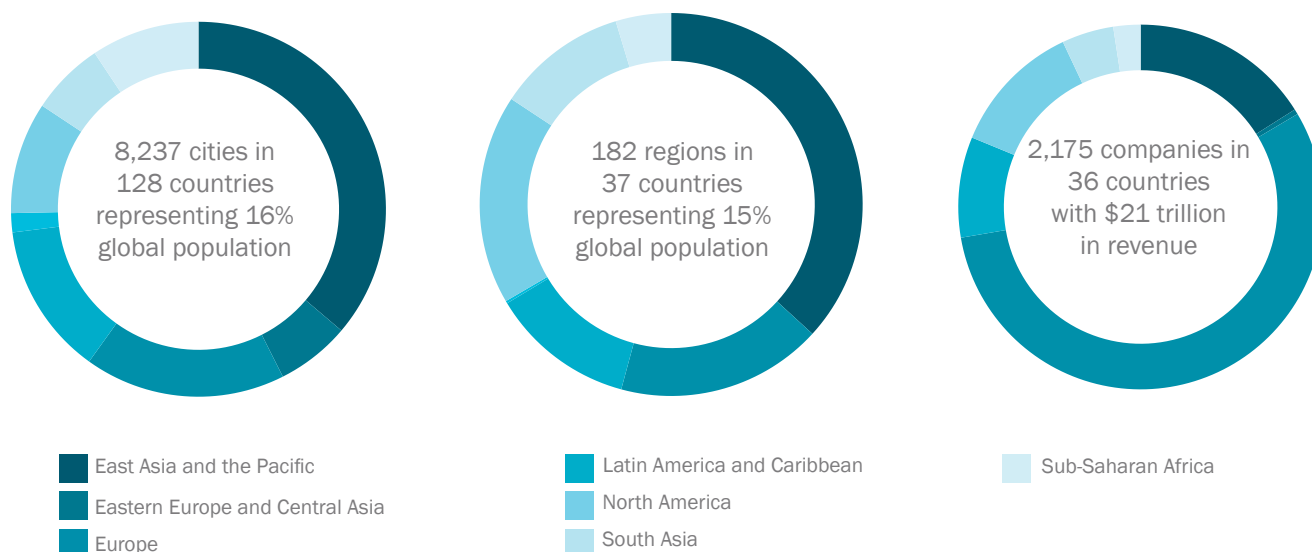 8,237 cities in
128 countries
representing 16%
global population
182 regions in
37 countries
representing 15%
global population
2,175 companies in
36 countries
with $21 trillion
in revenue
East Asia and the Pacific
Eastern Europe and Central Asia
Europe
Latin America and Caribbean
North America
South Asia
Sub-Saharan Africa